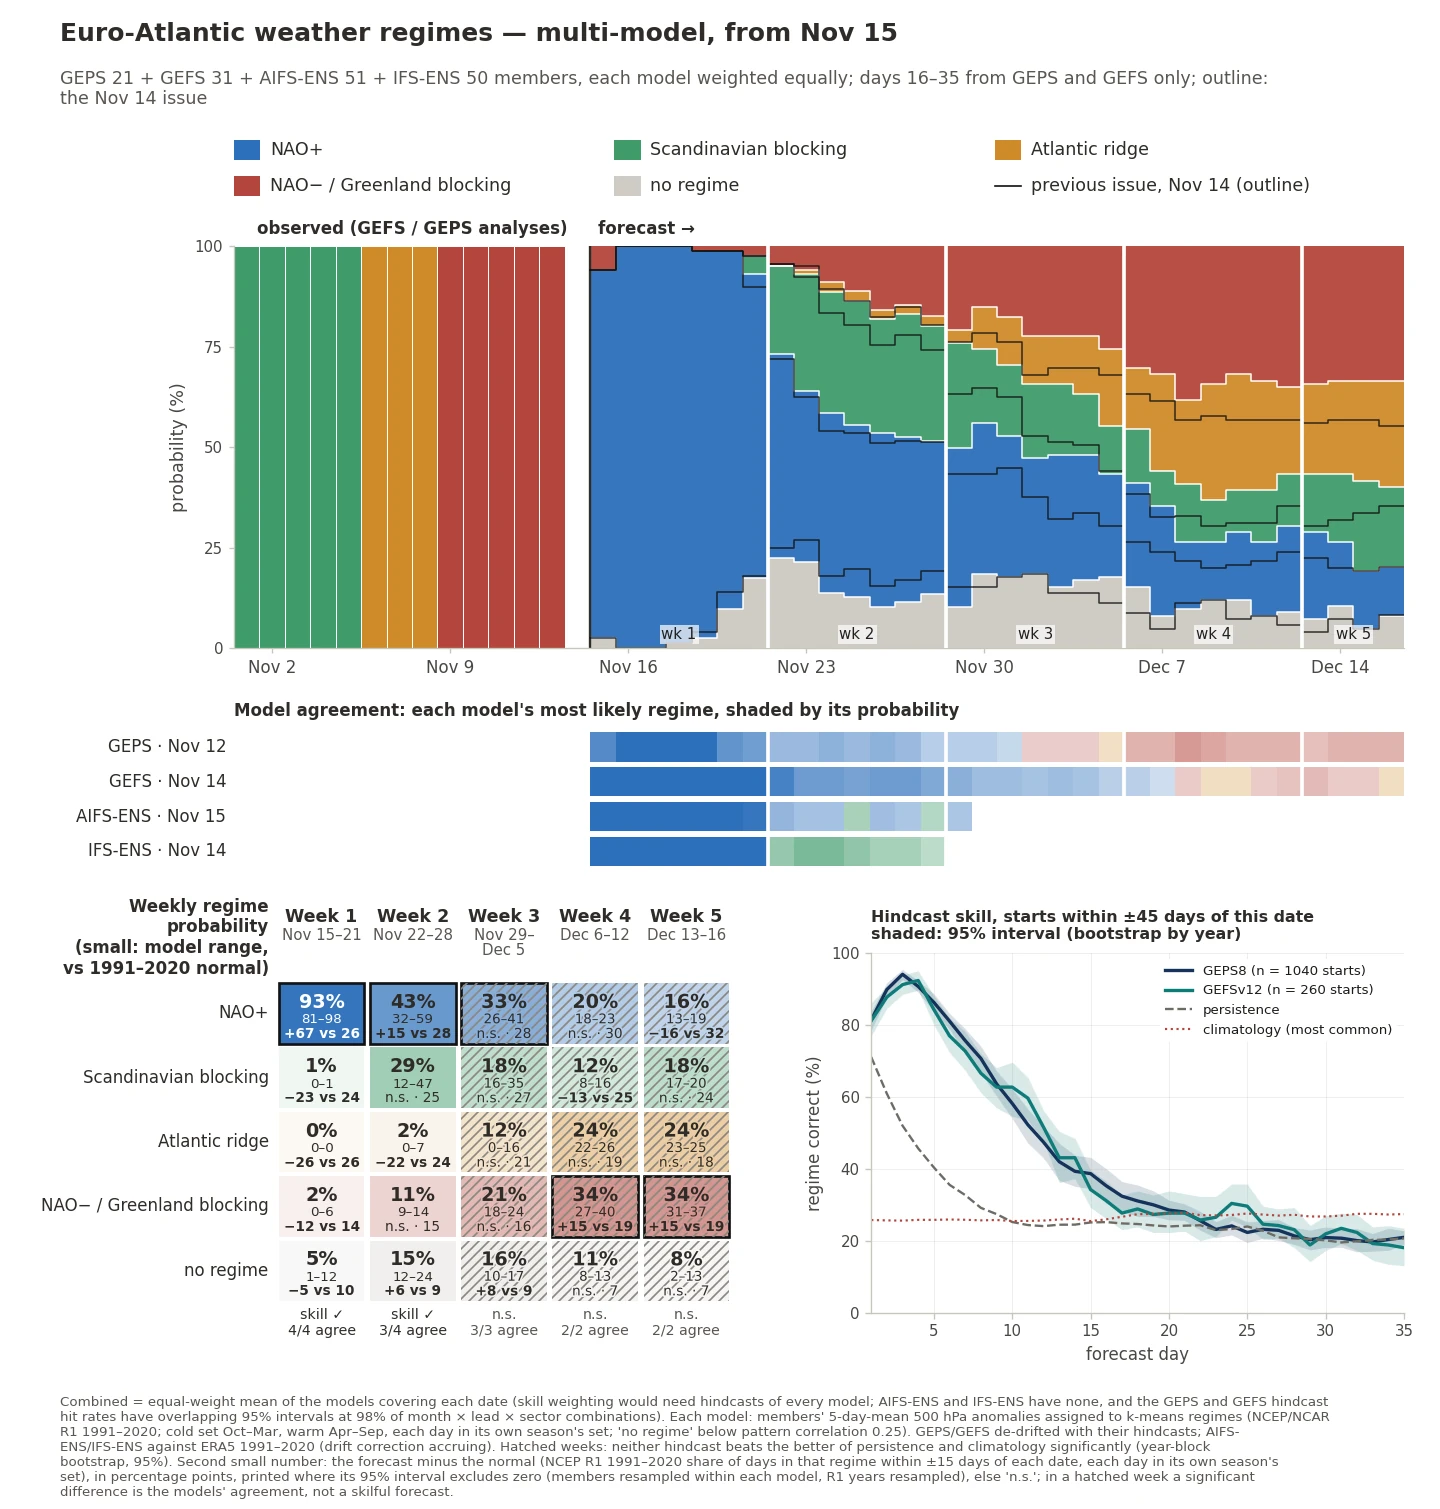 Euro-Atlantic weather regimes — multi-model, from Nov 15
GEPS 21 + GEFS 31 + AIFS-ENS 51 + IFS-ENS 50 members, each model weighted equally; days 16–35 from GEPS and GEFS only; outline:
the Nov 14 issue
NAO+
Scandinavian blocking
Atlantic ridge
NAO− / Greenland blocking
no regime
previous issue, Nov 14 (outline)
observed (GEFS / GEPS analyses)
forecast →
100
75
50
25
0
probability (%)
wk 1
wk 2
wk 3
wk 4
wk 5
Nov 2
Nov 9
Nov 16
Nov 23
Nov 30
Dec 7
Dec 14
Model agreement: each model's most likely regime, shaded by its probability
GEPS · Nov 12
GEFS · Nov 14
AIFS-ENS · Nov 15
IFS-ENS · Nov 14
Weekly regime
probability
(small: model range,
vs 1991–2020 normal)
Week 1
Nov 15–21
Week 2
Nov 22–28
Week 3
Nov 29–
Dec 5
Week 4
Dec 6–12
Week 5
Dec 13–16
NAO+
93%
81–98
+67 vs 26
43%
32–59
+15 vs 28
33%
26–41
n.s. · 28
20%
18–23
n.s. · 30
16%
13–19
−16 vs 32
Scandinavian blocking
1%
0–1
−23 vs 24
29%
12–47
n.s. · 25
18%
16–35
n.s. · 27
12%
8–16
−13 vs 25
18%
17–20
n.s. · 24
Atlantic ridge
0%
0–0
−26 vs 26
2%
0–7
−22 vs 24
12%
0–16
n.s. · 21
24%
22–26
n.s. · 19
24%
23–25
n.s. · 18
NAO− / Greenland blocking
2%
0–6
−12 vs 14
11%
9–14
n.s. · 15
21%
18–24
n.s. · 16
34%
27–40
+15 vs 19
34%
31–37
+15 vs 19
no regime
5%
1–12
−5 vs 10
15%
12–24
+6 vs 9
16%
10–17
+8 vs 9
11%
8–13
n.s. · 7
8%
2–13
n.s. · 7
skill ✓
4/4 agree
skill ✓
3/4 agree
n.s.
3/3 agree
n.s.
2/2 agree
n.s.
2/2 agree
Hindcast skill, starts within ±45 days of this date
shaded: 95% interval (bootstrap by year)
100
80
60
40
20
0
regime correct (%)
GEPS8 (n = 1040 starts)
GEFSv12 (n = 260 starts)
persistence
climatology (most common)
5
10
15
20
25
30
35
forecast day
Combined = equal-weight mean of the models covering each date (skill weighting would need hindcasts of every model; AIFS-ENS and IFS-ENS have none, and the GEPS and GEFS hindcast
hit rates have overlapping 95% intervals at 98% of month × lead × sector combinations). Each model: members' 5-day-mean 500 hPa anomalies assigned to k-means regimes (NCEP/NCAR
R1 1991–2020; cold set Oct–Mar, warm Apr–Sep, each day in its own season's set; 'no regime' below pattern correlation 0.25). GEPS/GEFS de-drifted with their hindcasts; AIFS-
ENS/IFS-ENS against ERA5 1991–2020 (drift correction accruing). Hatched weeks: neither hindcast beats the better of persistence and climatology significantly (year-block
bootstrap, 95%). Second small number: the forecast minus the normal (NCEP R1 1991–2020 share of days in that regime within ±15 days of each date, each day in its own season's
set), in percentage points, printed where its 95% interval excludes zero (members resampled within each model, R1 years resampled), else 'n.s.'; in a hatched week a significant
difference is the models' agreement, not a skilful forecast.